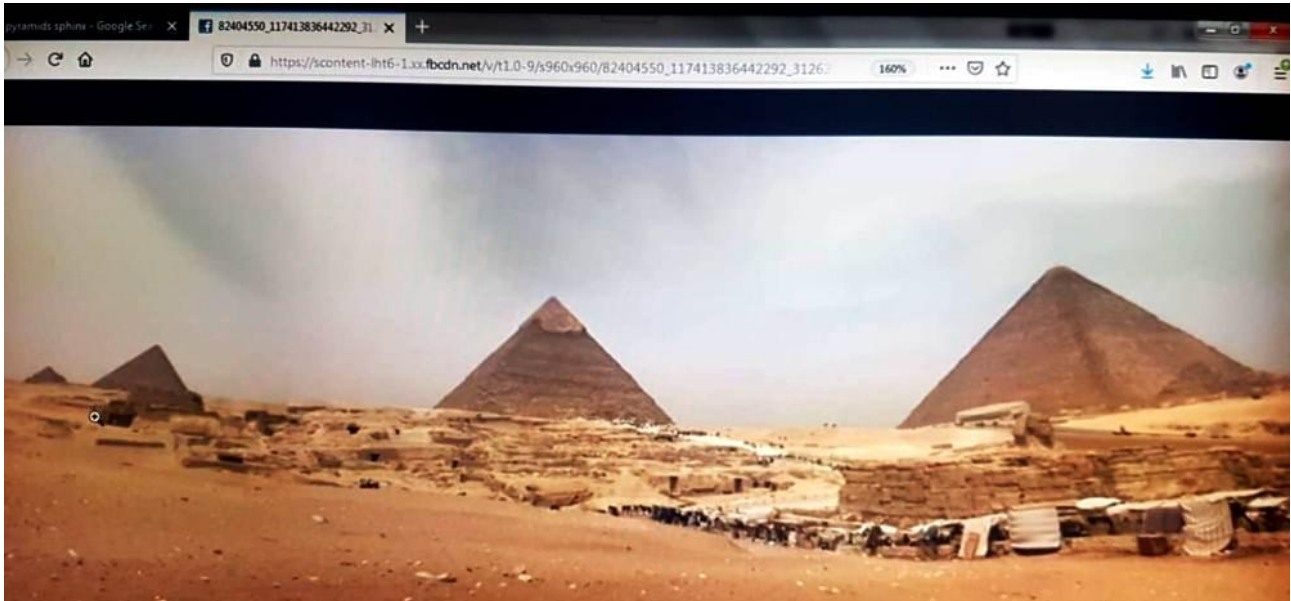 pyramids sphinx - Google Se
82404550_117413836442292_31
https://scontent-lht6-1.xx.fbcdn.net/v/t1.0-9/s960x960/82404550_117413836442292_3126
160%